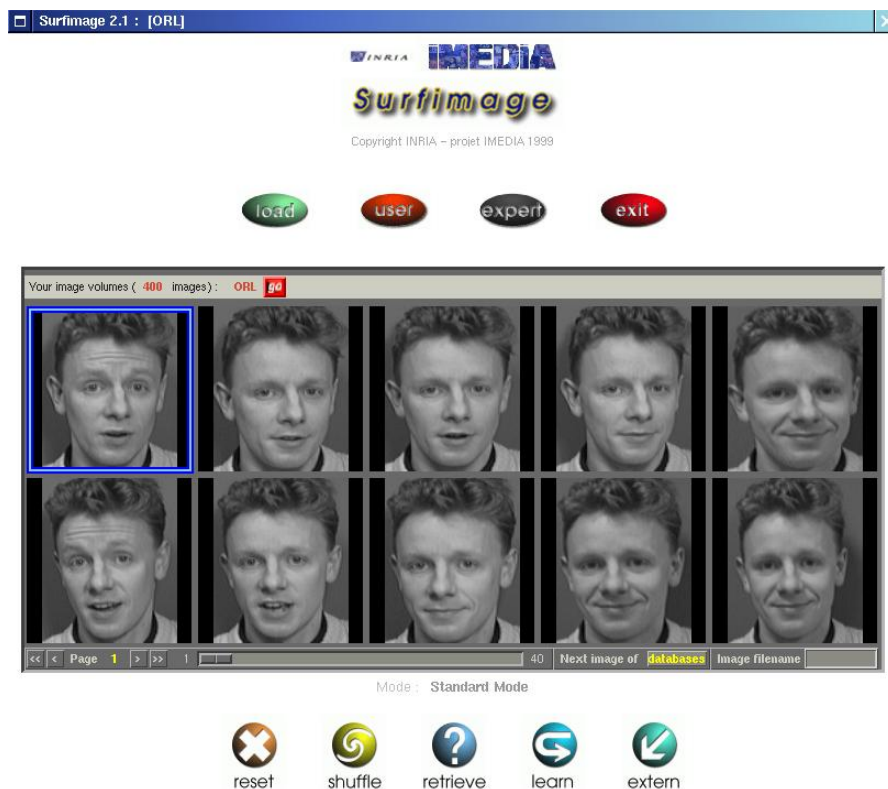 Surfimage 2.1 : [ORL]
INRIA IMEDIA
Surfimage
Copyright INRIA – projet IMEDIA 1999
load user expert exit
Your image volumes ( 400 images) : ORL go
<< < Page 1 > >> 1 40 Next image of databases Image filename
Mode : Standard Mode
reset shuffle retrieve learn extern